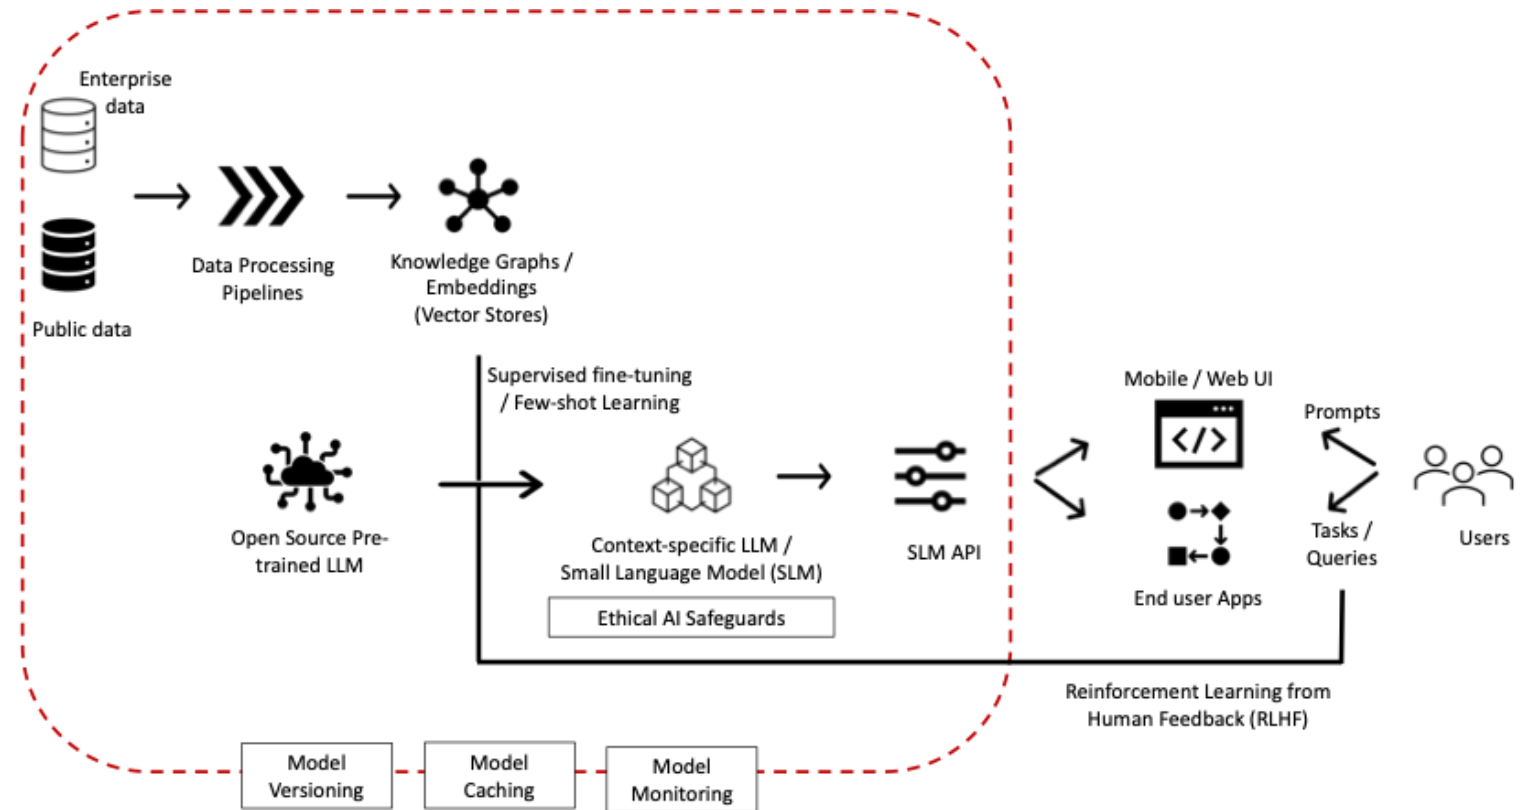 Enterprise
data
Public data
Data Processing
Pipelines
Knowledge Graphs /
Embeddings
(Vector Stores)
Supervised fine-tuning
/ Few-shot Learning
Open Source Pre-
trained LLM
Context-specific LLM /
Small Language Model (SLM)
Ethical AI Safeguards
SLM API
Mobile / Web UI
</>
End user Apps
Prompts
Tasks /
Queries
Users
Reinforcement Learning from
Human Feedback (RLHF)
Model
Versioning
Model
Caching
Model
Monitoring